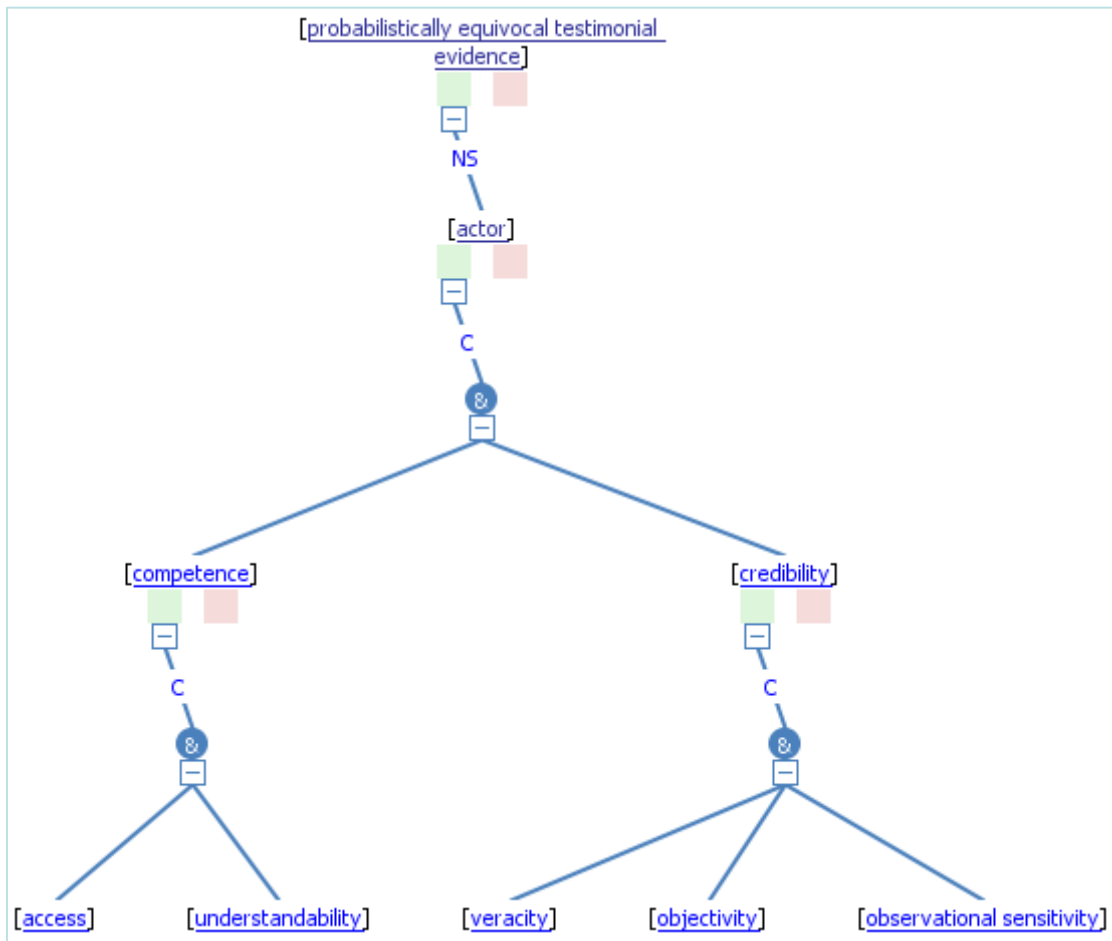 [probabilistically equivocal testimonial
evidence]
NS
[actor]
C
&
[competence] [credibility]
C C
& &
[access] [understandability] [veracity] [objectivity] [observational sensitivity]